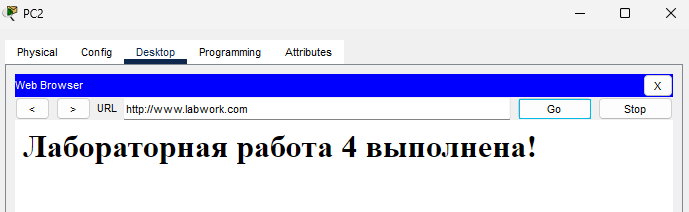 PC2
Physical Config Desktop Programming Attributes
Web Browser X
< > URL http://www.labwork.com Go Stop
Лабораторная работа 4 выполнена!